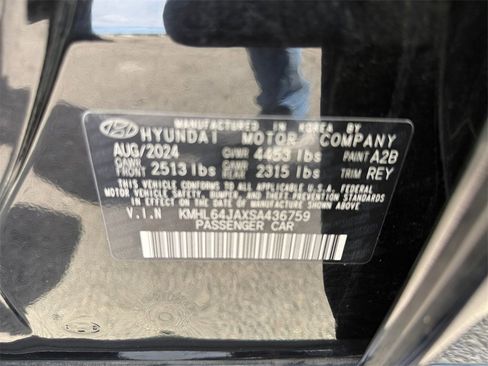 MANUFACTURED IN KOREA BY
HYUNDAI MOTOR COMPANY
AUG/2024 GVWR 4453 lbs PAINT A2B
GAWR FRONT 2513 lbs GAWR REAR 2315 lbs TRIM REY
THIS VEHICLE CONFORMS TO ALL APPLICABLE U.S. FEDERAL
MOTOR VEHICLE SAFETY, BUMPER, AND THEFT PREVENTION STANDARDS
IN EFFECT ON THE DATE OF MANUFACTURE SHOWN ABOVE.
V.I.N KMHL64JAXSA436759
PASSENGER CAR